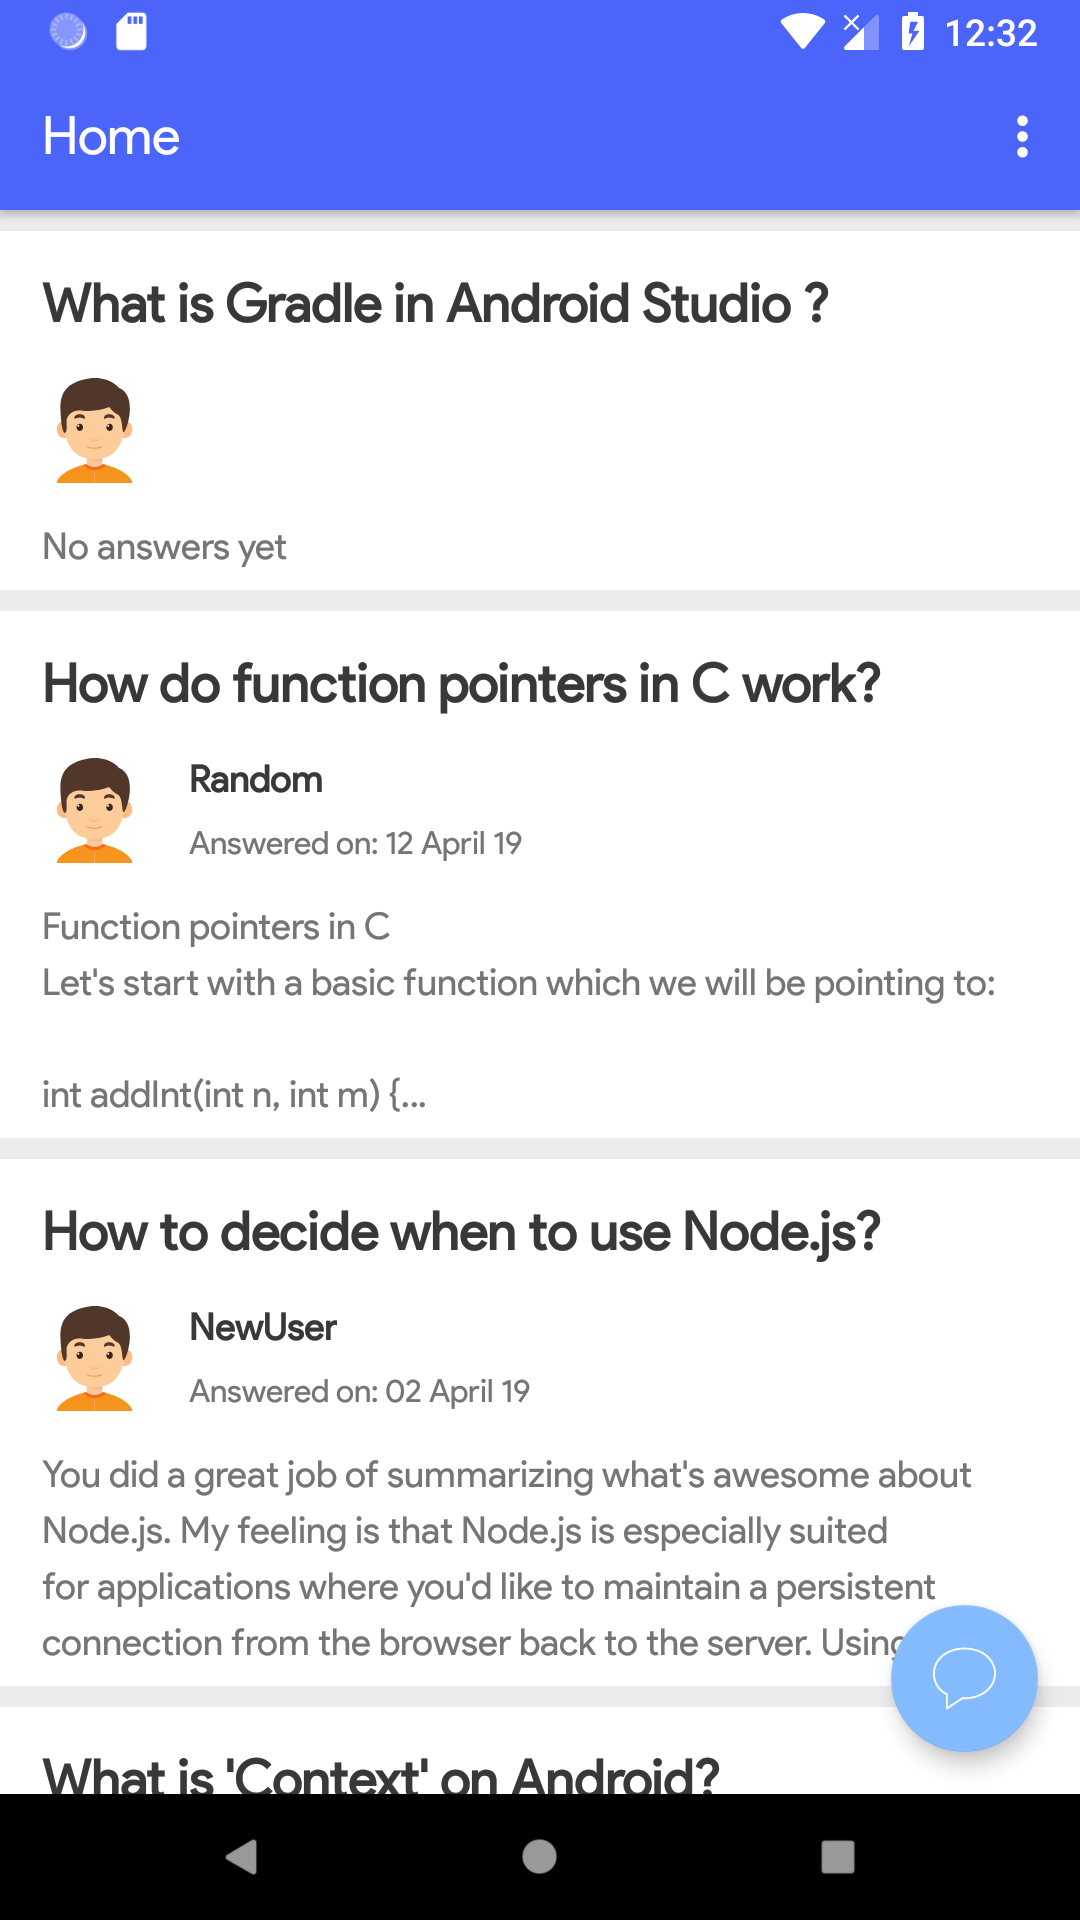 12:32
Home
What is Gradle in Android Studio ?
No answers yet
How do function pointers in C work?
Random
Answered on: 12 April 19
Function pointers in C
Let's start with a basic function which we will be pointing to:
int addInt(int n, int m) {...
How to decide when to use Node.js?
NewUser
Answered on: 02 April 19
You did a great job of summarizing what's awesome about
Node.js. My feeling is that Node.js is especially suited
for applications where you'd like to maintain a persistent
connection from the browser back to the server. Using
What is 'Context' on Android?